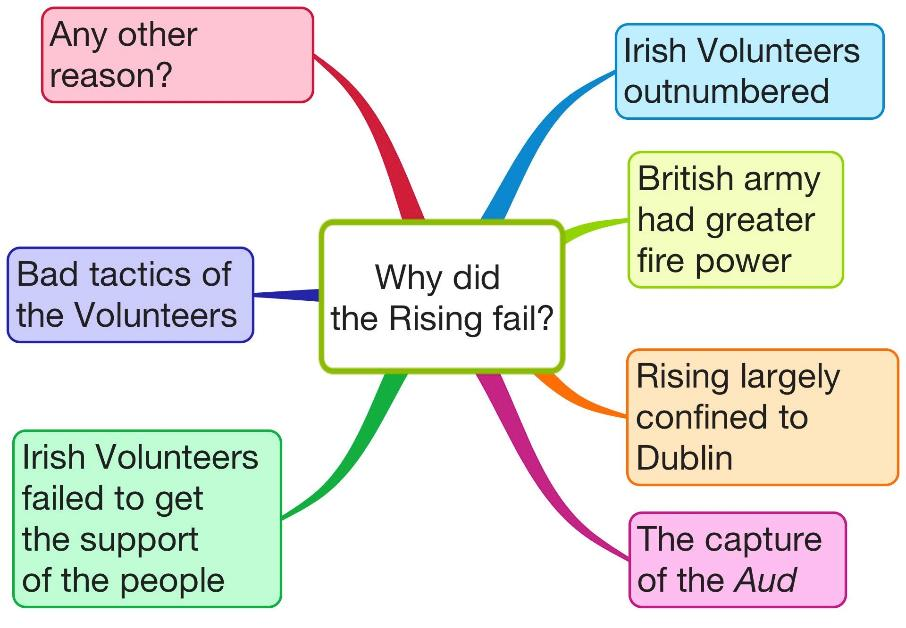 Any other
reason?
Irish Volunteers
outnumbered
British army
had greater
fire power
Why did
the Rising fail?
Bad tactics of
the Volunteers
Rising largely
confined to
Dublin
Irish Volunteers
failed to get
the support
of the people
The capture
of the Aud